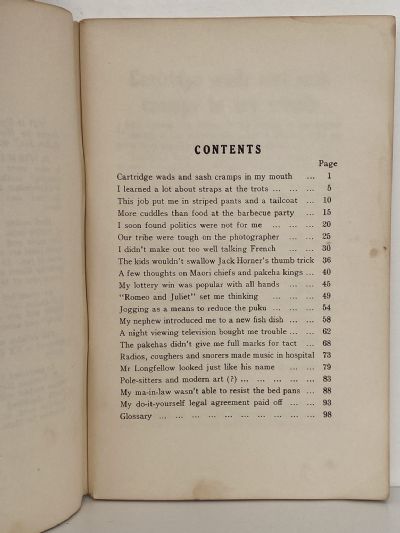 CONTENTS
Page
Cartridge wads and sash cramps in my mouth ... 1
I learned a lot about straps at the trots ... ... ... 5
This job put me in striped pants and a tailcoat ... 10
More cuddles than food at the barbecue party ... 15
I soon found politics were not for me ... ... 20
Our tribe were tough on the photographer ... ... 25
I didn't make out too well talking French ... ... 30
The kids wouldn't swallow Jack Horner's thumb trick 36
A few thoughts on Maori chiefs and pakeha kings ... 40
My lottery win was popular with all hands ... ... 45
"Romeo and Juliet" set me thinking ... ... ... 49
Jogging as a means to reduce the puku ... ... ... 54
My nephew introduced me to a new fish dish ... ... 58
A night viewing television bought me trouble ... ... 62
The pakehas didn't give me full marks for tact ... ... 68
Radios, coughers and snorers made music in hospital 73
Mr Longfellow looked just like his name ... ... 79
Pole-sitters and modern art (?) ... ... ... ... ... 83
My ma-in-law wasn't able to resist the bed pans ... 88
My do-it-yourself legal agreement paid off ... ... 93
Glossary ... ... ... ... ... ... ... ... ... ... 98